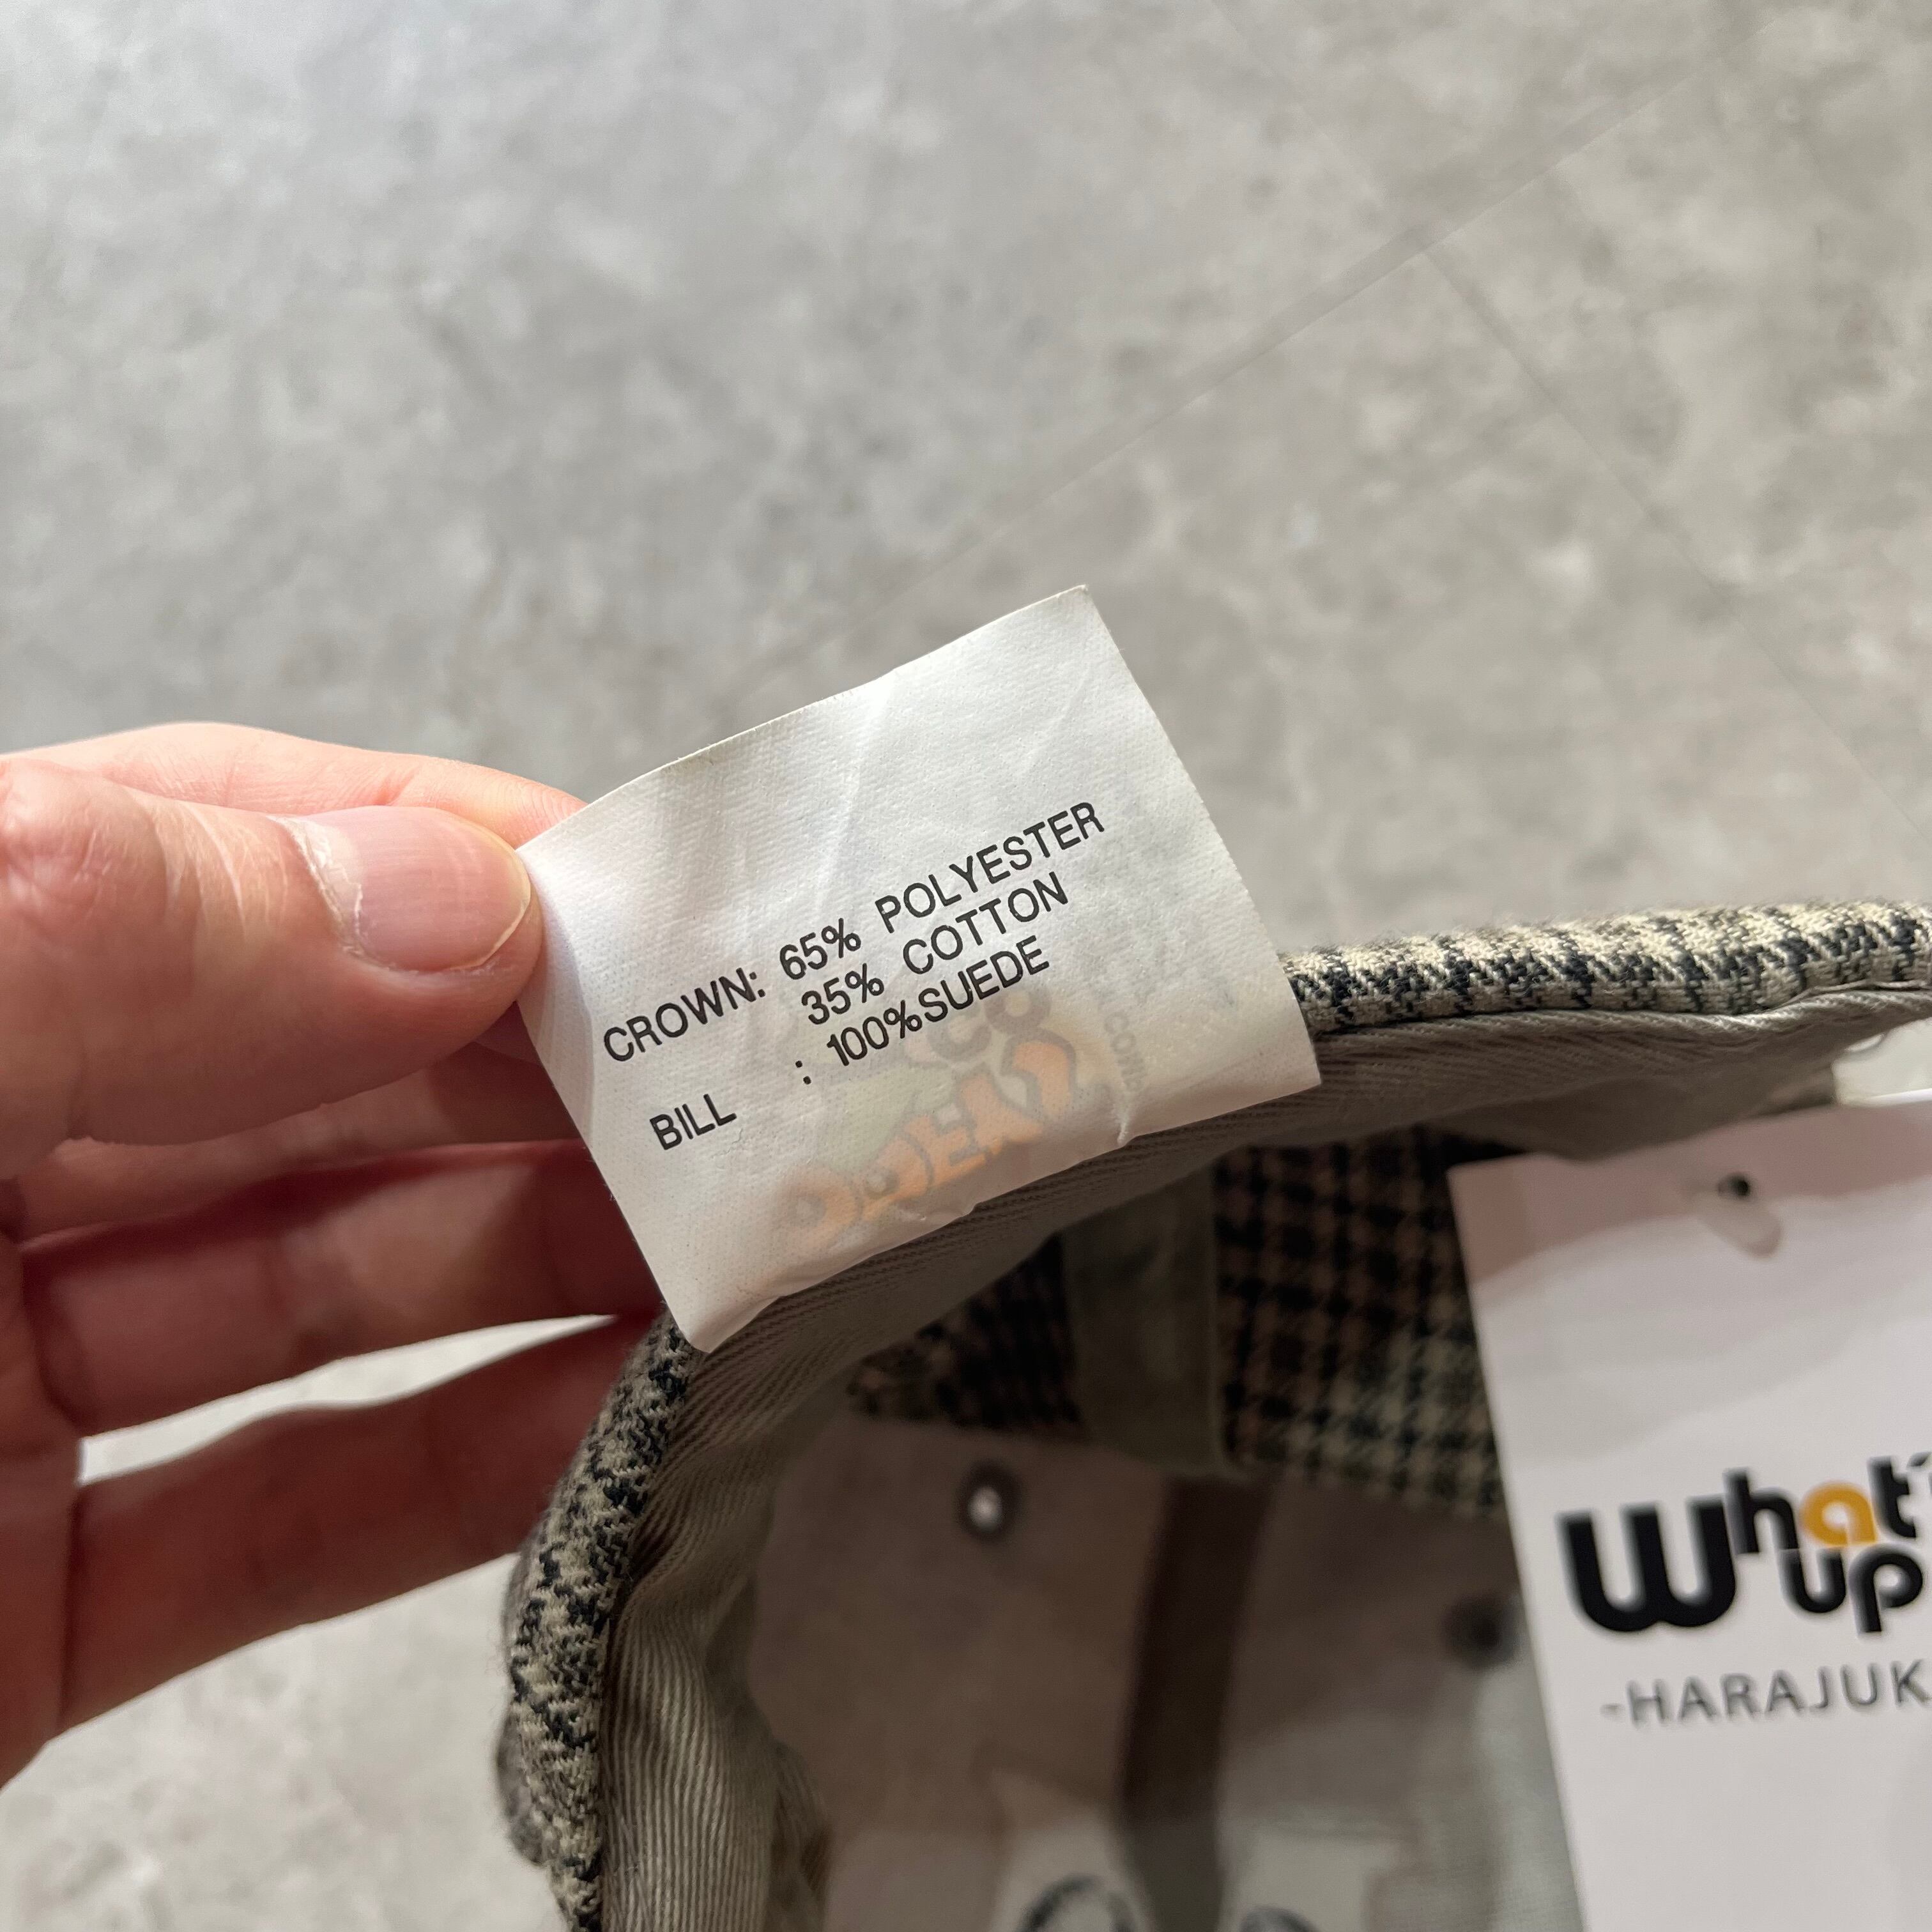 CROWN: 65% POLYESTER
35% COTTON
BILL : 100%SUEDE
What'
up
-HARAJUK